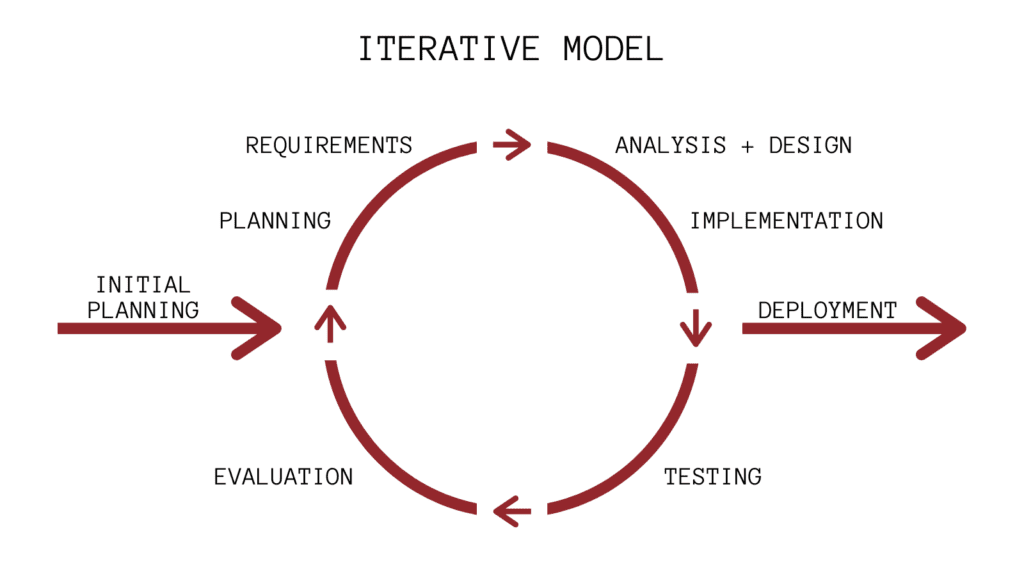 ITERATIVE MODEL
REQUIREMENTS
ANALYSIS + DESIGN
PLANNING
IMPLEMENTATION
INITIAL
PLANNING
DEPLOYMENT
EVALUATION
TESTING